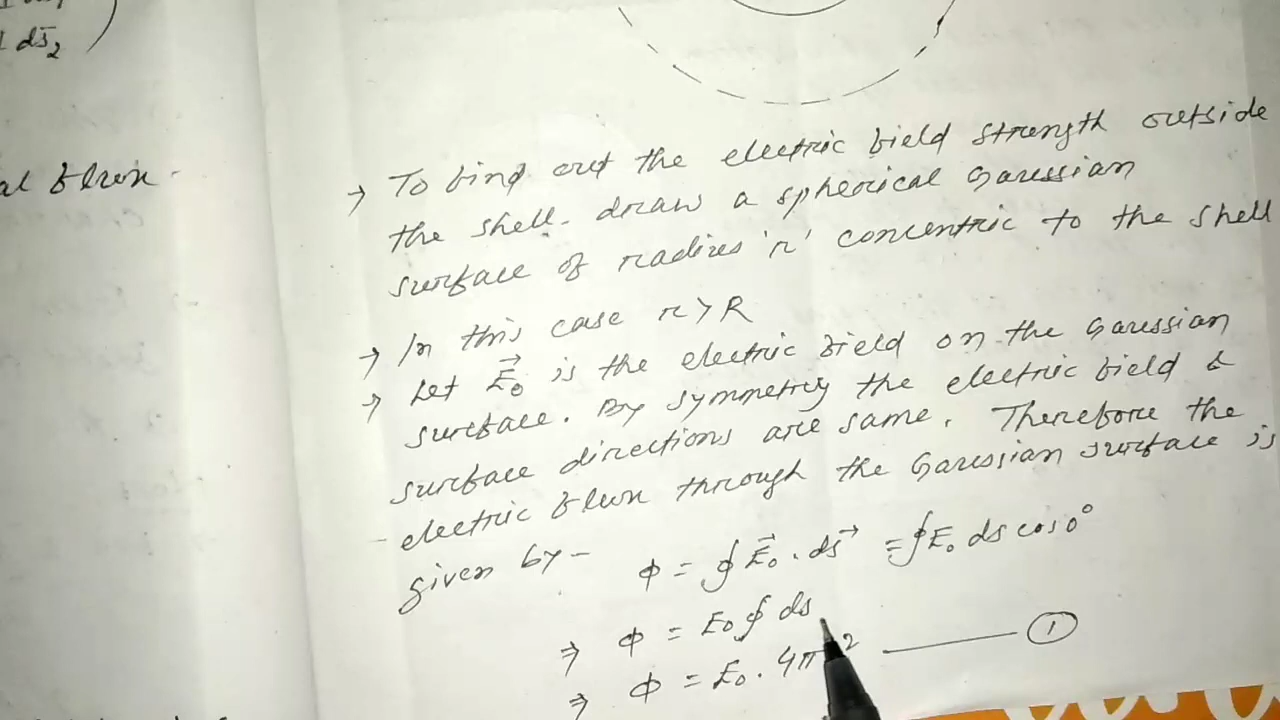 ds₂ )
al flux.
→ To find out the electric field strength outside
the shell. draw a spherical Gaussian
surface of radius 'r' concentric to the shell
→ In this case r > R
→ Let E⃗₀ is the electric field on the Gaussian
surface. By symmetry the electric field &
surface directions are same. Therefore the
electric flux through the Gaussian surface is
given by -
ϕ = ∮ E⃗₀ . ds⃗ = ∮ E₀ ds cos 0°
⇒ ϕ = E₀ ∮ ds
⇒ ϕ = E₀ . 4π 2 ——— ①